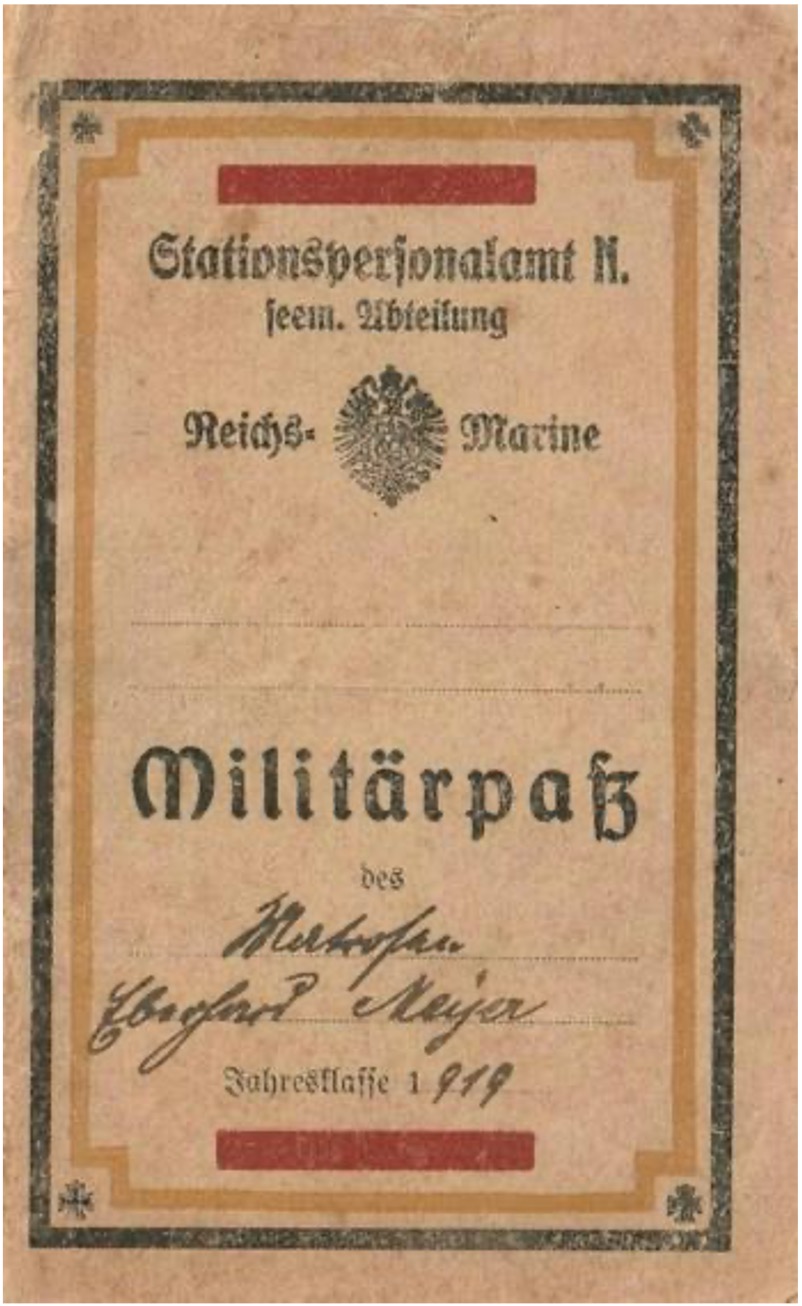 Stationspersonalamt N.
seem. Abteilung
Reichs- Marine
Militärpaß
des
Matrosen
Eberhard Meyer
Jahresklasse 1919